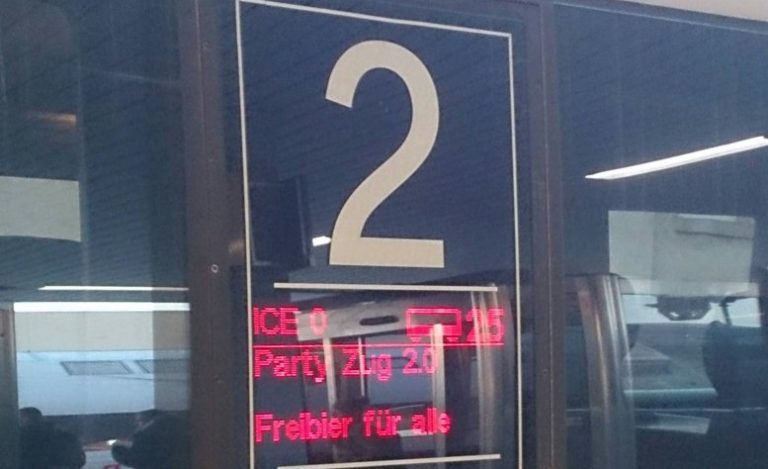 2
ICE 0 25
Party Zug 2.0
Freibier für alle